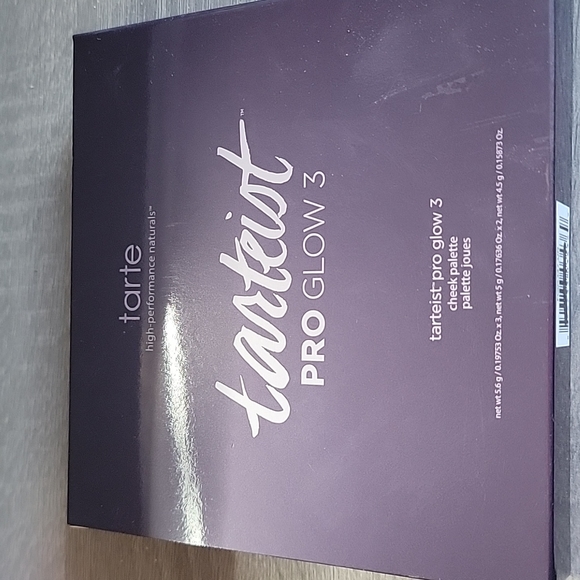 tarte
high-performance naturals™
tarteist™
PRO GLOW 3
tarteist™ pro glow 3
cheek palette
palette joues
net wt 5.6 g / 0.19753 Oz. x 3, net wt 5 g / 0.17636 Oz. x 2, net wt 4.5 g / 0.15873 Oz.